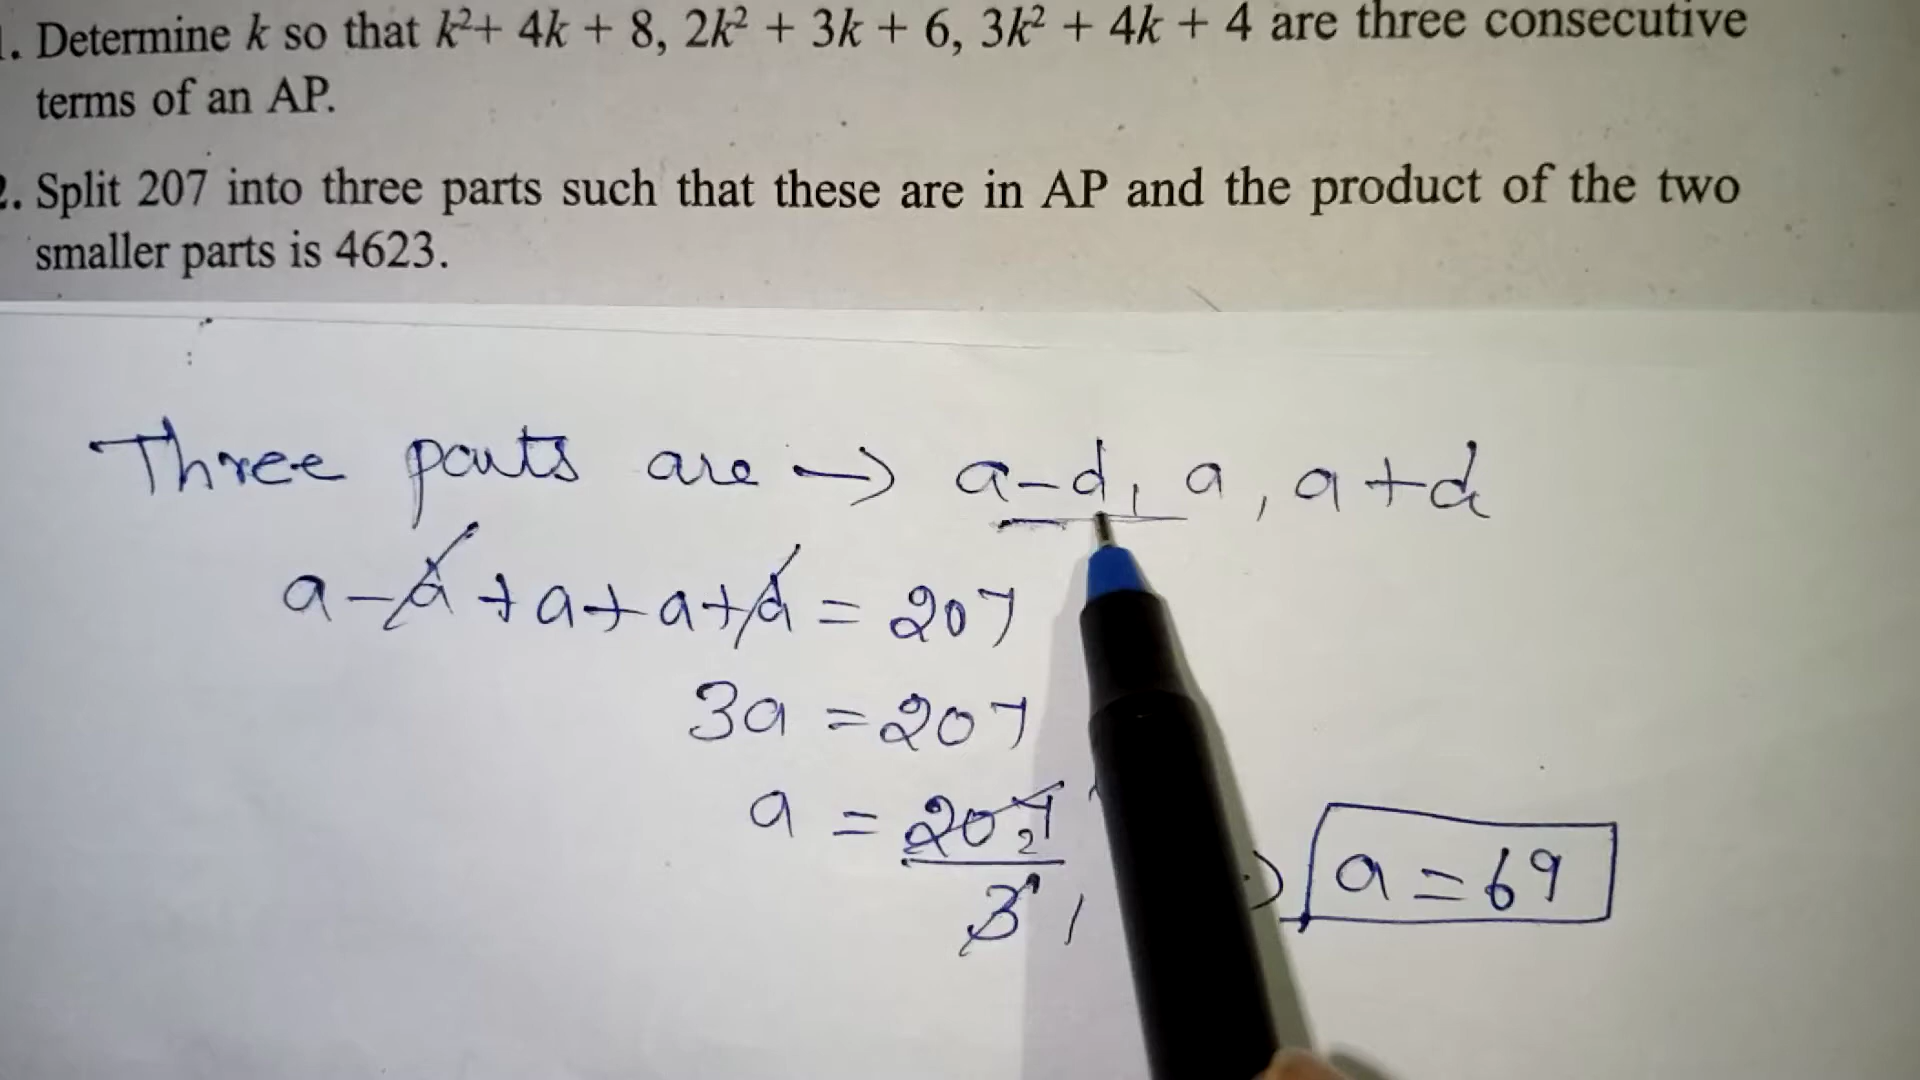 1. Determine k so that k²+ 4k + 8, 2k² + 3k + 6, 3k² + 4k + 4 are three consecutive
terms of an AP.
2. Split 207 into three parts such that these are in AP and the product of the two
smaller parts is 4623.
Three parts are → a-d, a, a+d
a-d+a+a+d = 207
3a = 207
a = 207/3 a=69